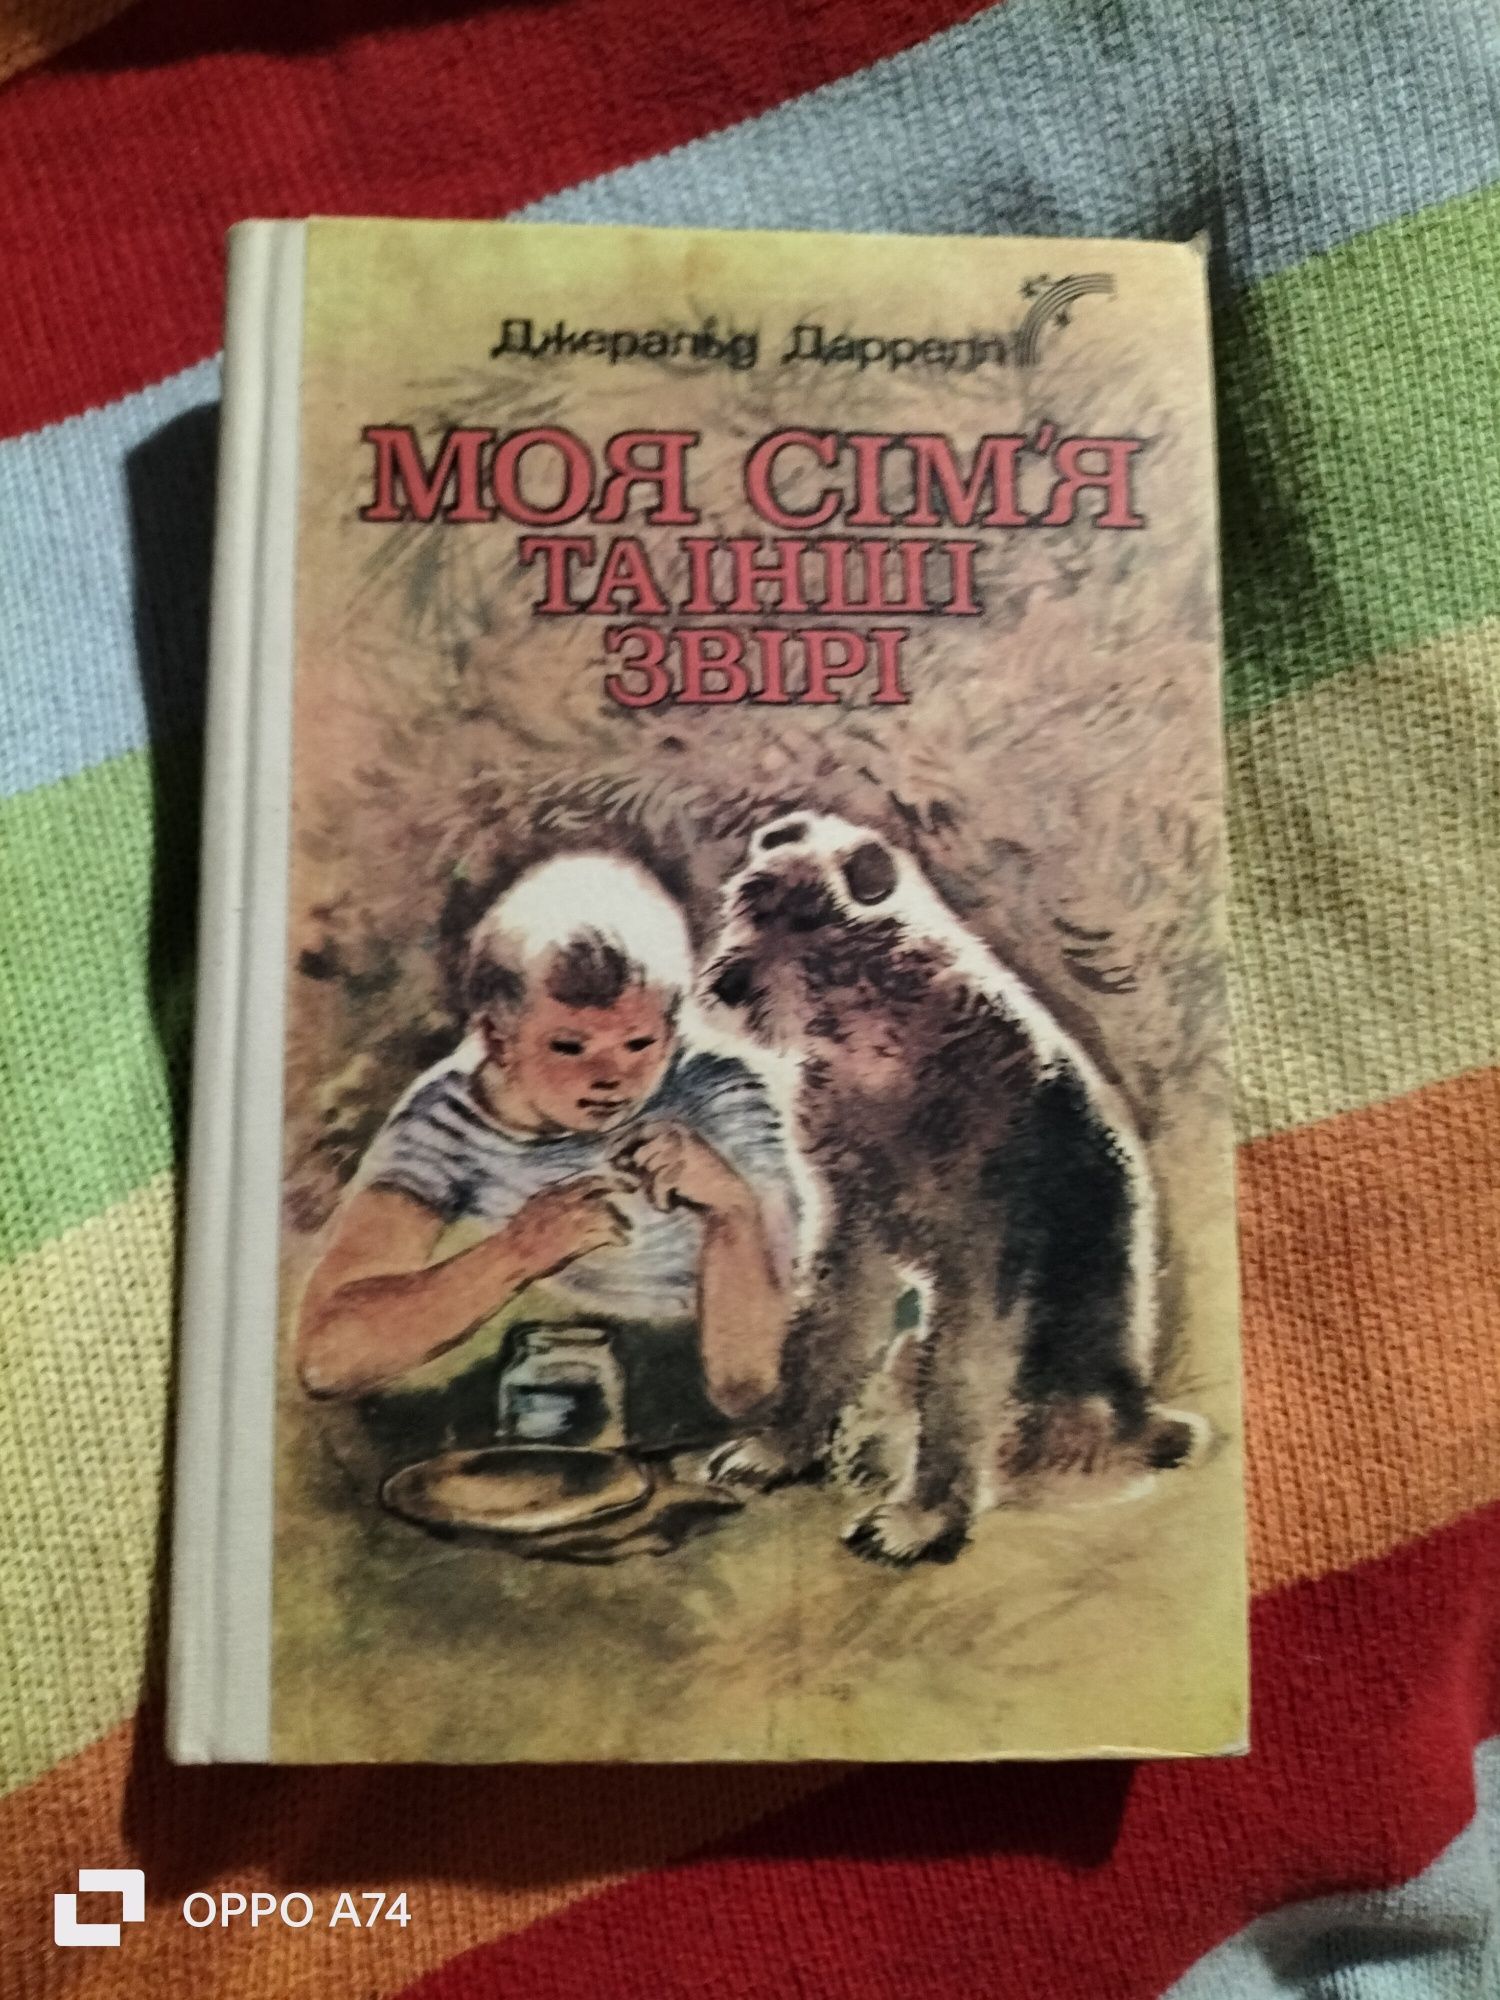 Джеральд Даррелл
МОЯ СІМ'Я
ТА ІНШІ
ЗВІРІ
OPPO A74